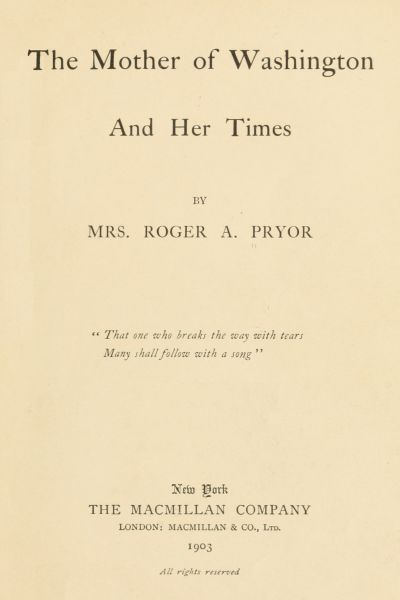 The Mother of Washington
And Her Times
BY
MRS. ROGER A. PRYOR
“ That one who breaks the way with tears
Many shall follow with a song ”
New York
THE MACMILLAN COMPANY
LONDON: MACMILLAN & CO., LTD.
1903
All rights reserved